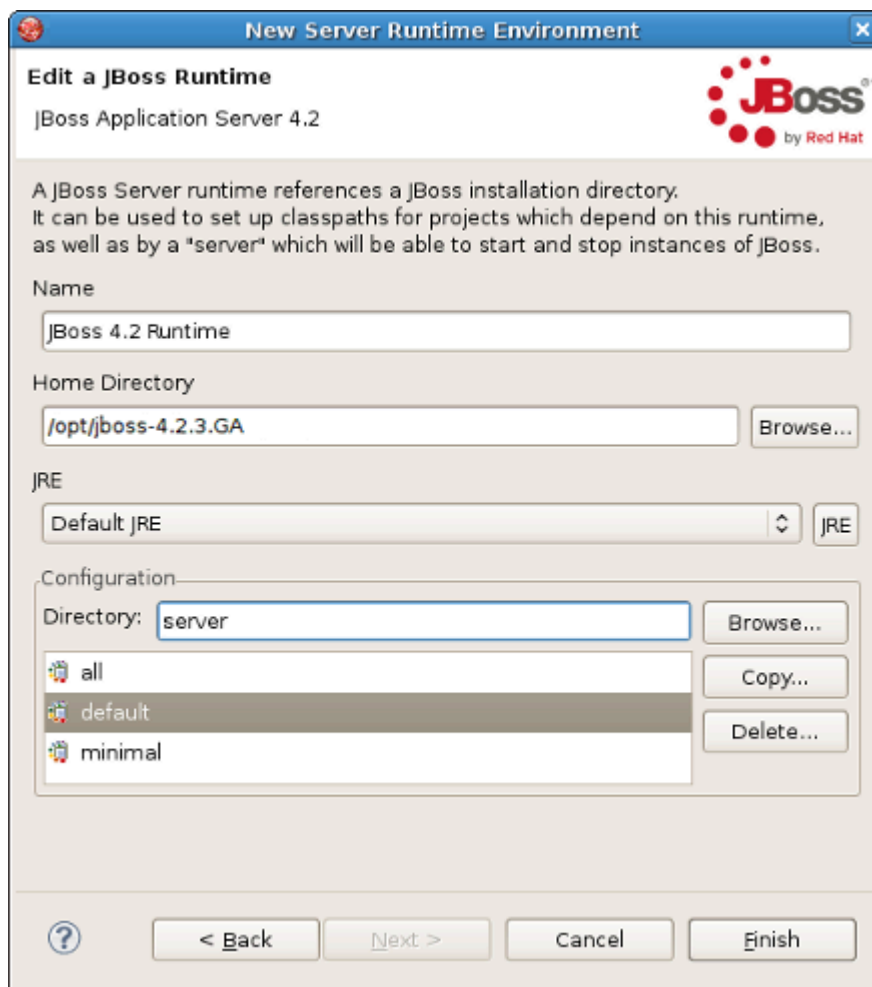 New Server Runtime Environment
Edit a JBoss Runtime
JBoss Application Server 4.2
JBoss®
by Red Hat
A JBoss Server runtime references a JBoss installation directory.
It can be used to set up classpaths for projects which depend on this runtime,
as well as by a "server" which will be able to start and stop instances of JBoss.
Name
JBoss 4.2 Runtime
Home Directory
/opt/jboss-4.2.3.GA
Browse...
JRE
Default JRE
JRE
Configuration
Directory: server
Browse...
all
Copy...
default
Delete...
minimal
?
< Back
Next >
Cancel
Finish